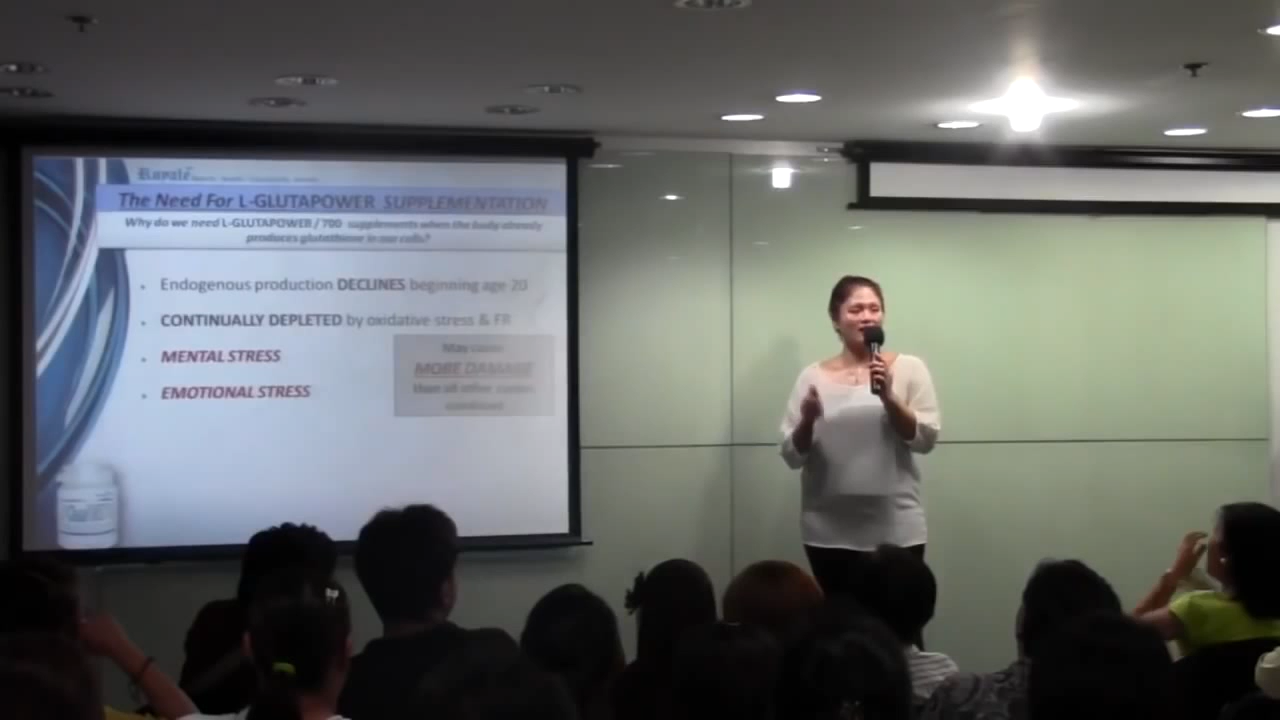 Royale
The Need For L-GLUTAPOWER SUPPLEMENTATION
Why do we need L-GLUTAPOWER / 700 supplements when the body already
produces glutathione in our cells?
Endogenous production DECLINES beginning age 20
CONTINUALLY DEPLETED by oxidative stress & FR
MENTAL STRESS
EMOTIONAL STRESS
May cause
MORE DAMAGE
than all other causes
combined